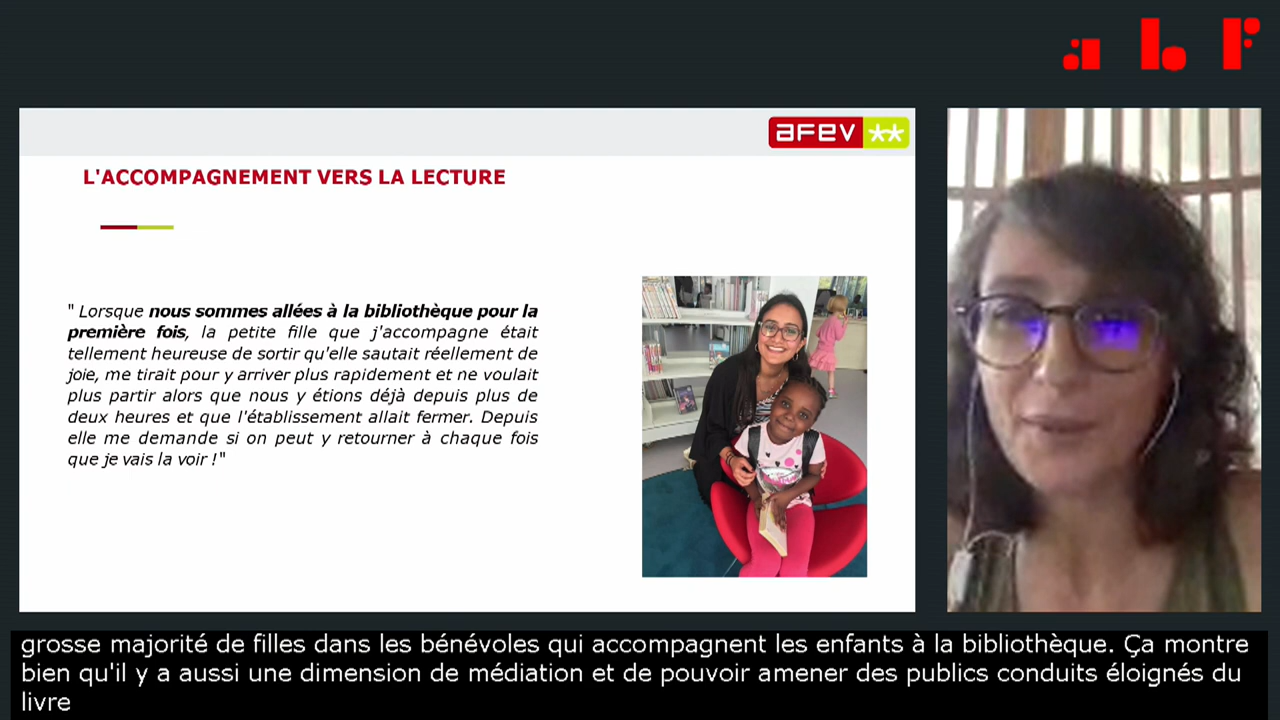 abf
afev
L'ACCOMPAGNEMENT VERS LA LECTURE
" Lorsque nous sommes allées à la bibliothèque pour la
première fois, la petite fille que j'accompagne était
tellement heureuse de sortir qu'elle sautait réellement de
joie, me tirait pour y arriver plus rapidement et ne voulait
plus partir alors que nous y étions déjà depuis plus de
deux heures et que l'établissement allait fermer. Depuis
elle me demande si on peut y retourner à chaque fois
que je vais la voir !"
grosse majorité de filles dans les bénévoles qui accompagnent les enfants à la bibliothèque. Ça montre
bien qu'il y a aussi une dimension de médiation et de pouvoir amener des publics conduits éloignés du
livre